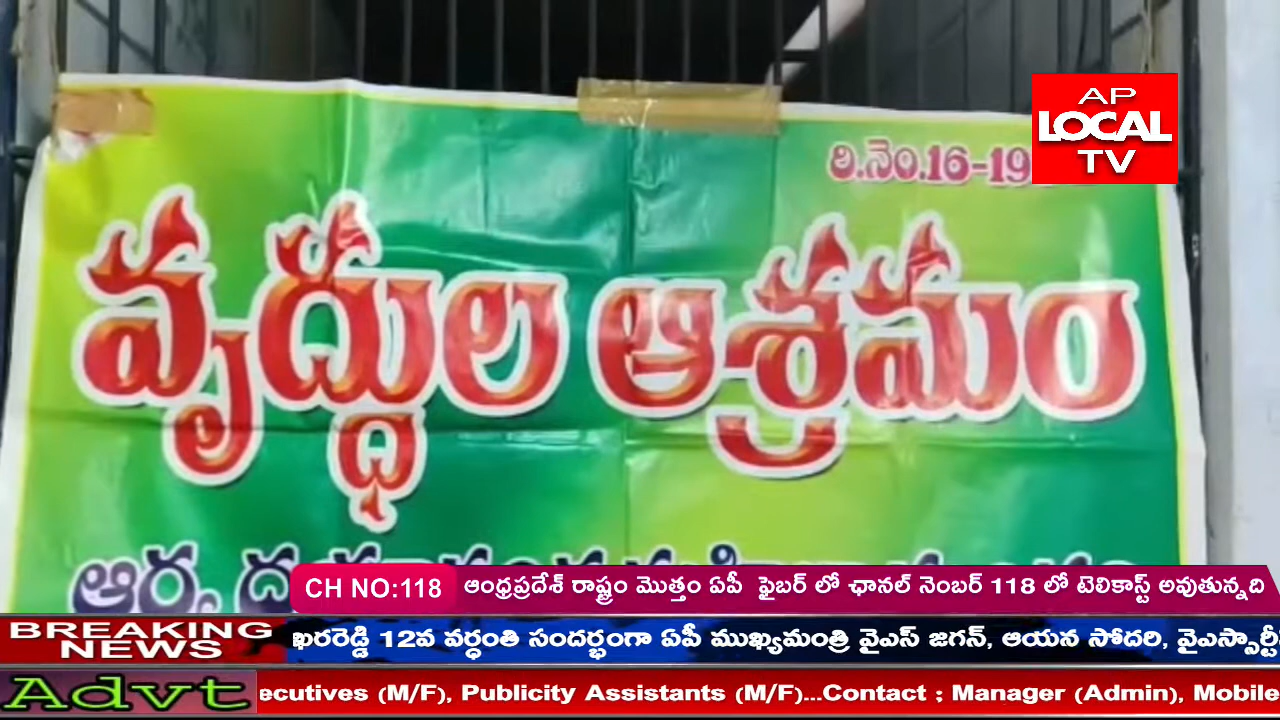 AP
LOCAL
TV
రి.నెం.16-19
వృద్ధుల ఆశ్రమం
CH NO:118 ఆంధ్రప్రదేశ్ రాష్ట్రం మొత్తం ఏపీ ఫైబర్ లో ఛానల్ నెంబర్ 118 లో టెలికాస్ట్ అవుతున్నది
BREAKING NEWS
ఖరరెడ్డి 12వ వర్ధంతి సందర్భంగా ఏపీ ముఖ్యమంత్రి వైఎస్ జగన్, ఆయన సోదరి, వైఎస్సార్టీ
Advt ecutives (M/F), Publicity Assistants (M/F)...Contact : Manager (Admin), Mobile